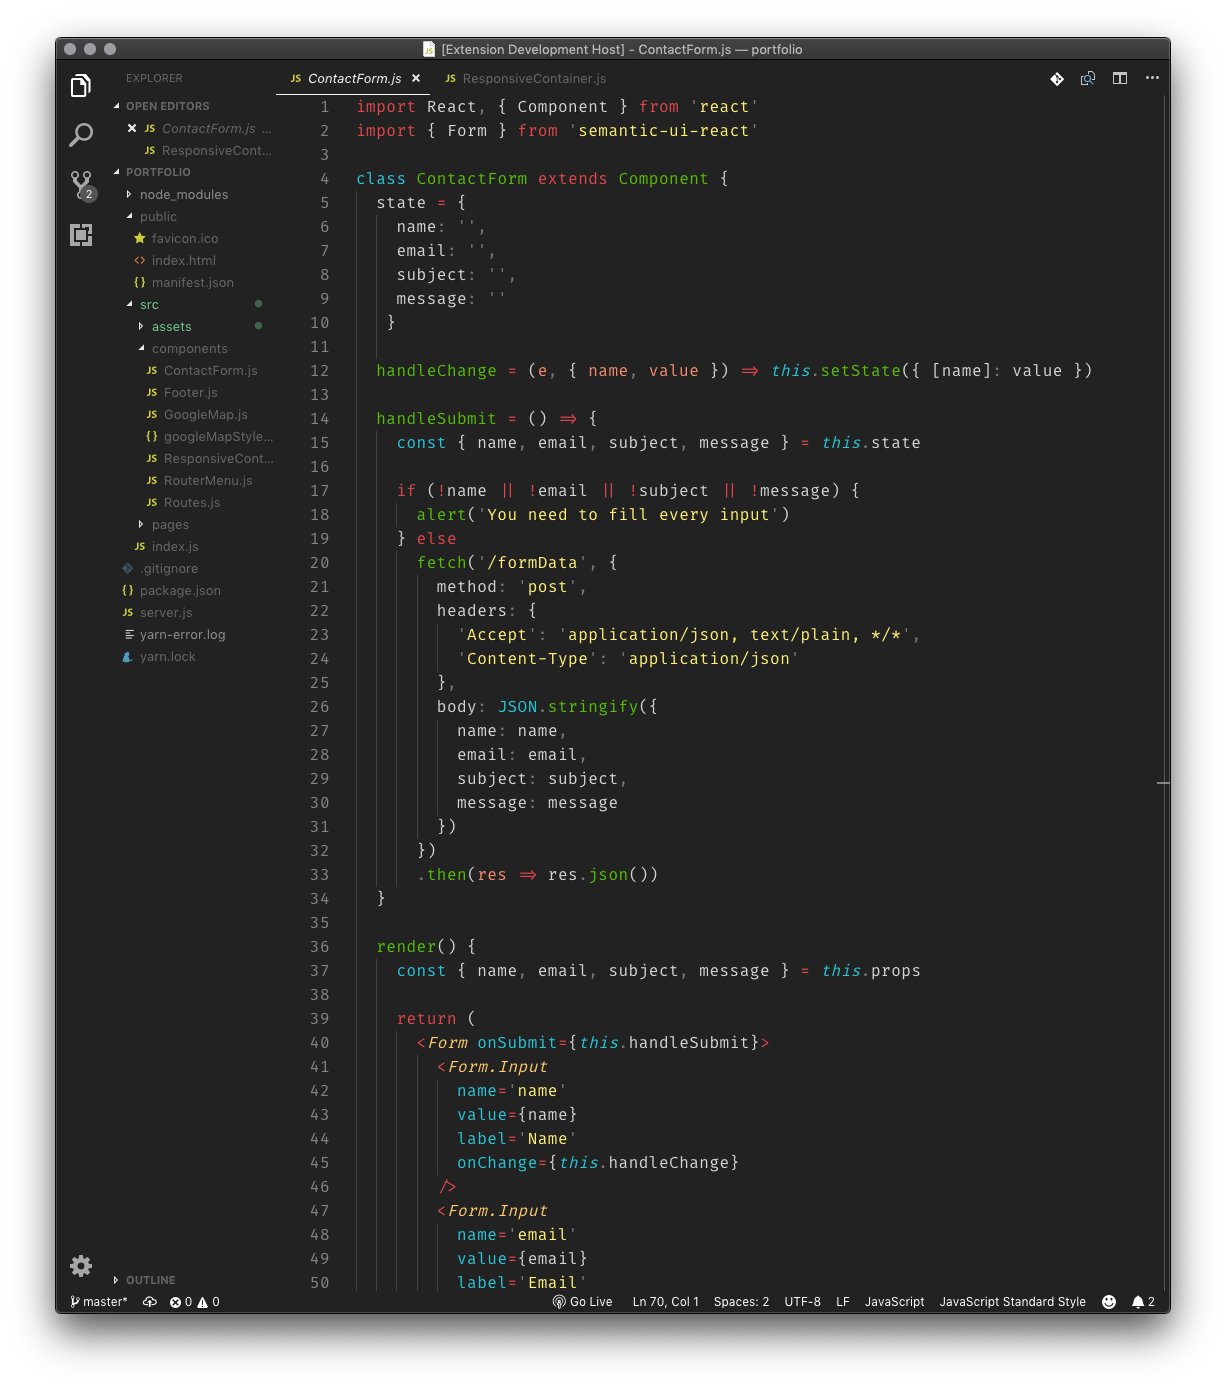 [Extension Development Host] - ContactForm.js — portfolio
EXPLORER
OPEN EDITORS
JS ContactForm.js ...
JS ResponsiveCont...
PORTFOLIO
node_modules
public
favicon.ico
<> index.html
{} manifest.json
src
assets
components
JS ContactForm.js
JS Footer.js
JS GoogleMap.js
{} googleMapStyle...
JS ResponsiveCont...
JS RouterMenu.js
JS Routes.js
pages
JS index.js
.gitignore
{} package.json
JS server.js
yarn-error.log
yarn.lock
OUTLINE
2
JS ContactForm.js × JS ResponsiveContainer.js
1 import React, { Component } from 'react'
2 import { Form } from 'semantic-ui-react'
3
4 class ContactForm extends Component {
5 state = {
6 name: '',
7 email: '',
8 subject: '',
9 message: ''
10 }
11
12 handleChange = (e, { name, value }) => this.setState({ [name]: value })
13
14 handleSubmit = () => {
15 const { name, email, subject, message } = this.state
16
17 if (!name || !email || !subject || !message) {
18 alert('You need to fill every input')
19 } else
20 fetch('/formData', {
21 method: 'post',
22 headers: {
23 'Accept': 'application/json, text/plain, */*',
24 'Content-Type': 'application/json'
25 },
26 body: JSON.stringify({
27 name: name,
28 email: email,
29 subject: subject,
30 message: message
31 })
32 })
33 .then(res => res.json())
34 }
35
36 render() {
37 const { name, email, subject, message } = this.props
38
39 return (
40 <Form onSubmit={this.handleSubmit}>
41 <Form.Input
42 name='name'
43 value={name}
44 label='Name'
45 onChange={this.handleChange}
46 />
47 <Form.Input
48 name='email'
49 value={email}
50 label='Email'
master* 0 0 Go Live Ln 70, Col 1 Spaces: 2 UTF-8 LF JavaScript JavaScript Standard Style 2